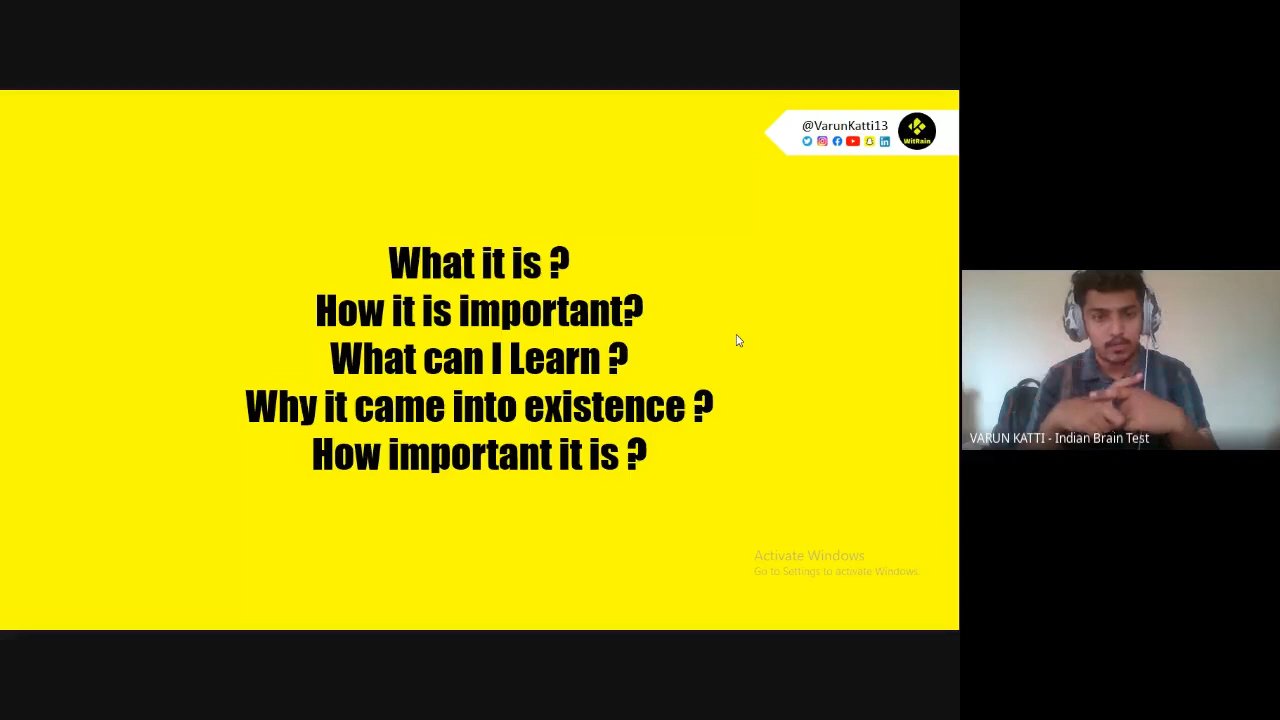 @VarunKatti13
WitRain
What it is ?
How it is important?
What can I Learn ?
Why it came into existence ?
How important it is ?
VARUN KATTI - Indian Brain Test
Activate Windows
Go to Settings to activate Windows.